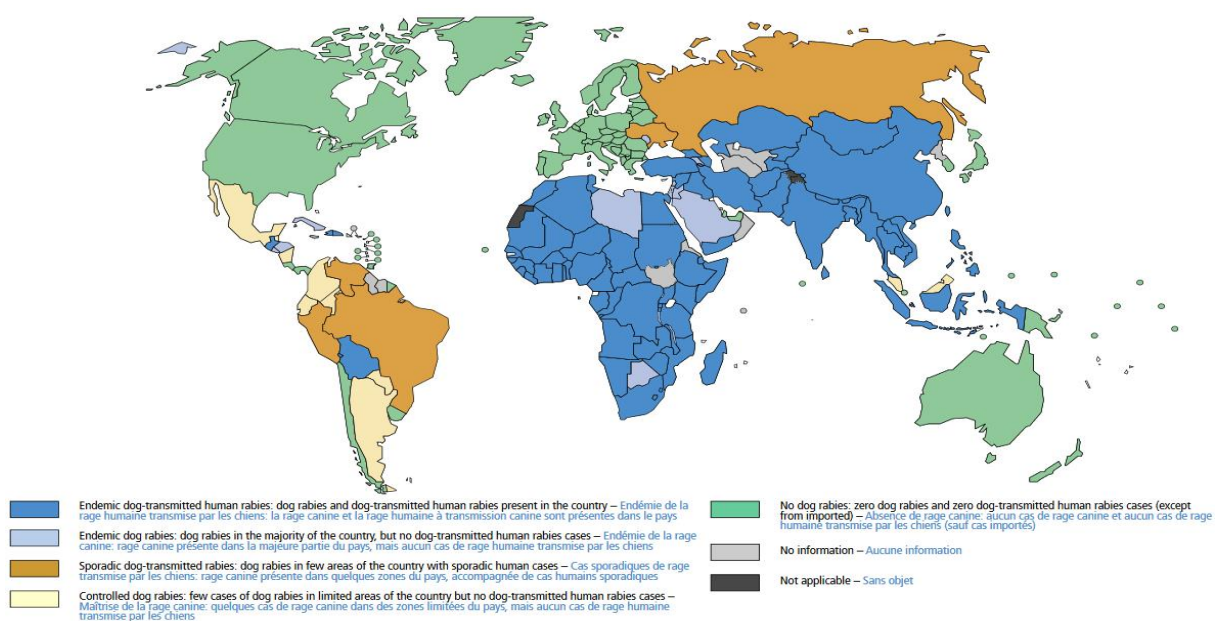 Endemic dog-transmitted human rabies: dog rabies and dog-transmitted human rabies present in the country – Endémie de la
rage humaine transmise par les chiens: la rage canine et la rage humaine à transmission canine sont présentes dans le pays
Endemic dog rabies: dog rabies in the majority of the country, but no dog-transmitted human rabies cases – Endémie de la rage
canine: rage canine présente dans la majeure partie du pays, mais aucun cas de rage humaine transmise par les chiens
Sporadic dog-transmitted rabies: dog rabies in few areas of the country with sporadic human cases – Cas sporadiques de rage
transmise par les chiens: rage canine présente dans quelques zones du pays, accompagnée de cas humains sporadiques
Controlled dog rabies: few cases of dog rabies in limited areas of the country but no dog-transmitted human rabies cases –
Maîtrise de la rage canine: quelques cas de rage canine dans des zones limitées du pays, mais aucun cas de rage humaine
transmise par les chiens
No dog rabies: zero dog rabies and zero dog-transmitted human rabies cases (except
from imported) – Absence de rage canine: aucun cas de rage canine et aucun cas de rage
humaine transmise par les chiens (sauf cas importés)
No information – Aucune information
Not applicable – Sans objet